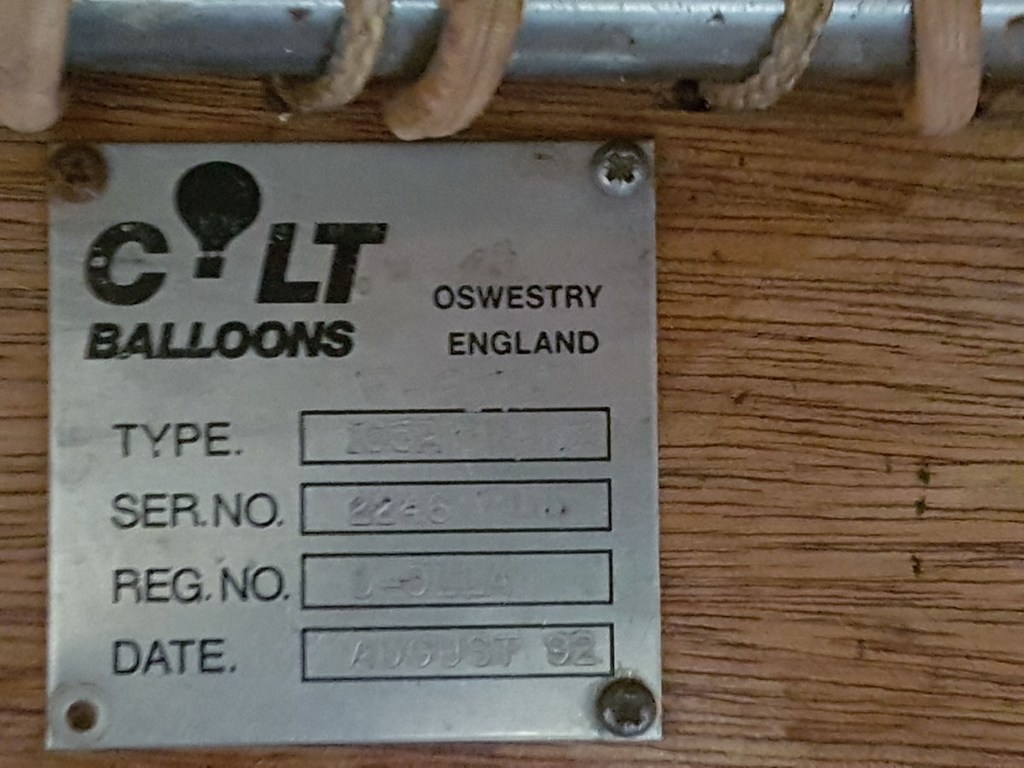 COLT
BALLOONS
OSWESTRY
ENGLAND
TYPE.
SER.NO.
REG.NO.
DATE. AUGUST 92